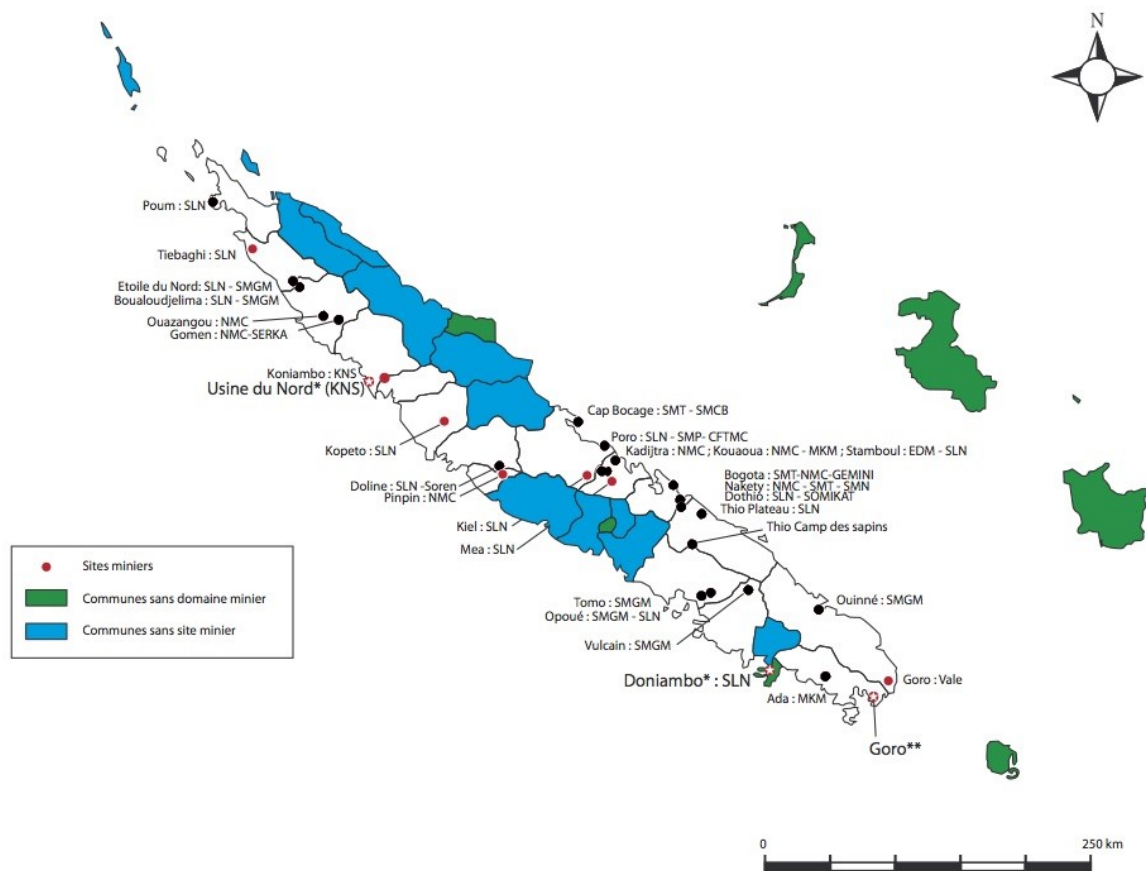 N
Poum : SLN
Tiebaghi : SLN
Etoile du Nord: SLN - SMGM
Boualoudjelima : SLN - SMGM
Ouazangou : NMC
Gomen : NMC-SERKA
Koniambo : KNS
Usine du Nord* (KNS)
Cap Bocage : SMT - SMCB
Poro : SLN - SMP- CFTMC
Kadijtra : NMC ; Kouaoua : NMC - MKM ; Stamboul : EDM - SLN
Kopeto : SLN
Bogota : SMT-NMC-GEMINI
Nakety : NMC - SMT - SMN
Dothio : SLN - SOMIKAT
Thio Plateau : SLN
Doline : SLN -Soren
Pinpin : NMC
Kiel : SLN
Thio Camp des sapins
Mea : SLN
Sites miniers
Communes sans domaine minier
Communes sans site minier
Tomo : SMGM
Opoué : SMGM - SLN
Ouinné : SMGM
Vulcain : SMGM
Doniambo* : SLN
Goro : Vale
Ada : MKM
Goro**
0 250 km